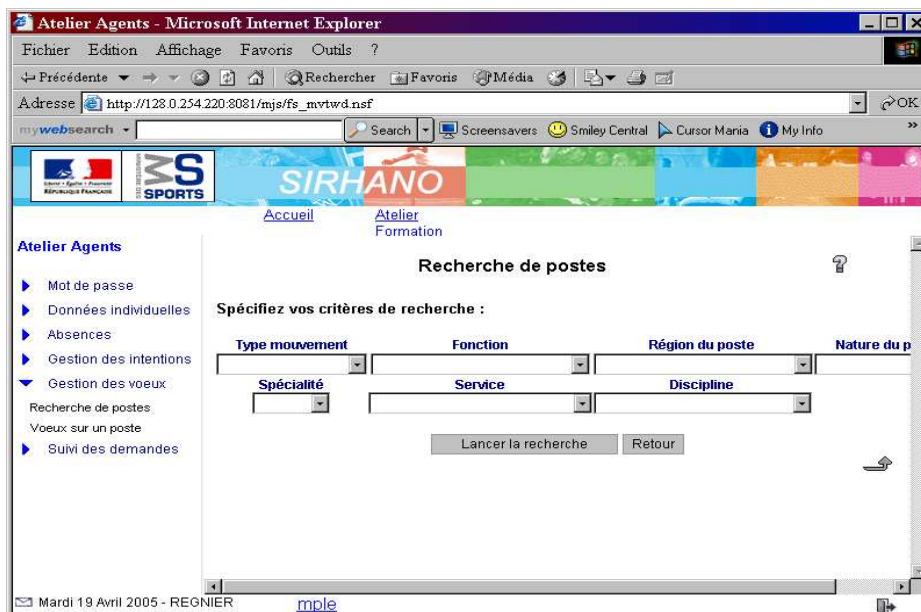 Atelier Agents - Microsoft Internet Explorer
Fichier Edition Affichage Favoris Outils ?
Précédente Rechercher Favoris Média
Adresse http://128.0.254.220:8081/mjs/fs_mvtwd.nsf OK
mywebsearch Search Screensavers Smiley Central Cursor Mania My Info »
RÉPUBLIQUE FRANÇAISE
SPORTS
SIRHANO
Accueil Atelier
Formation
Atelier Agents
Recherche de postes
Mot de passe
Données individuelles
Spécifiez vos critères de recherche :
Absences
Type mouvement Fonction Région du poste Nature du p
Gestion des intentions
Gestion des voeux
Spécialité Service Discipline
Recherche de postes
Voeux sur un poste
Suivi des demandes
Lancer la recherche Retour
Mardi 19 Avril 2005 - REGNIER mple